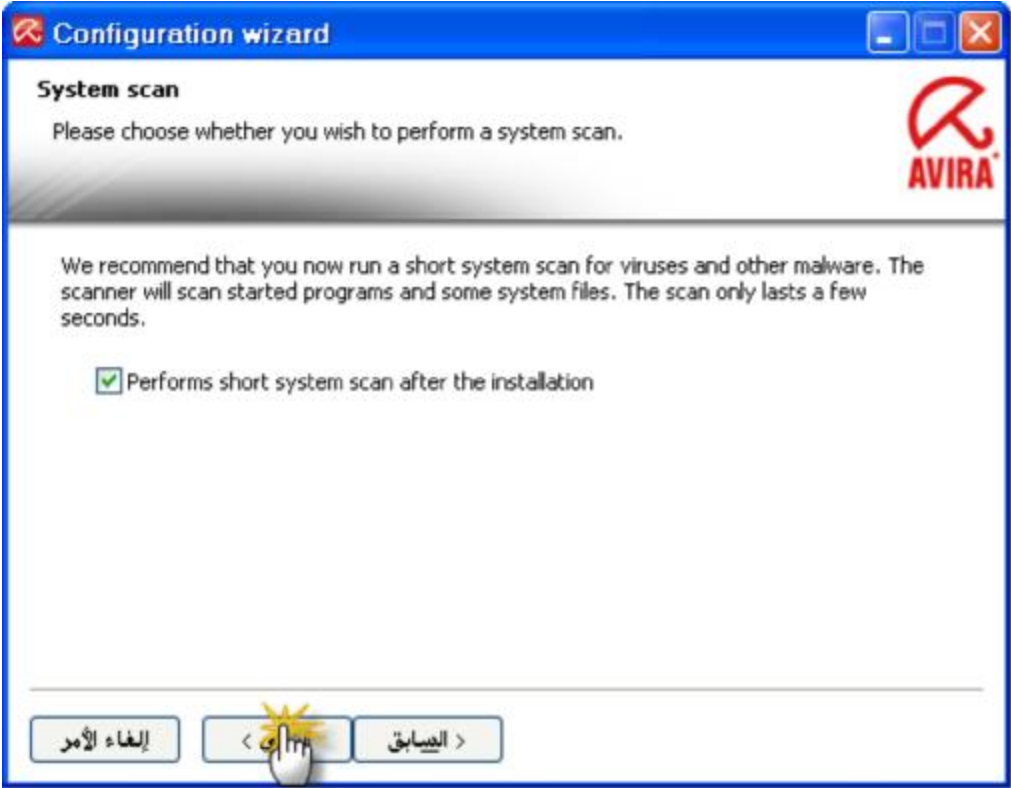 Configuration wizard
System scan
Please choose whether you wish to perform a system scan.
AVIRA
We recommend that you now run a short system scan for viruses and other malware. The
scanner will scan started programs and some system files. The scan only lasts a few
seconds.
Performs short system scan after the installation
< السابق
>
إلغاء الأمر